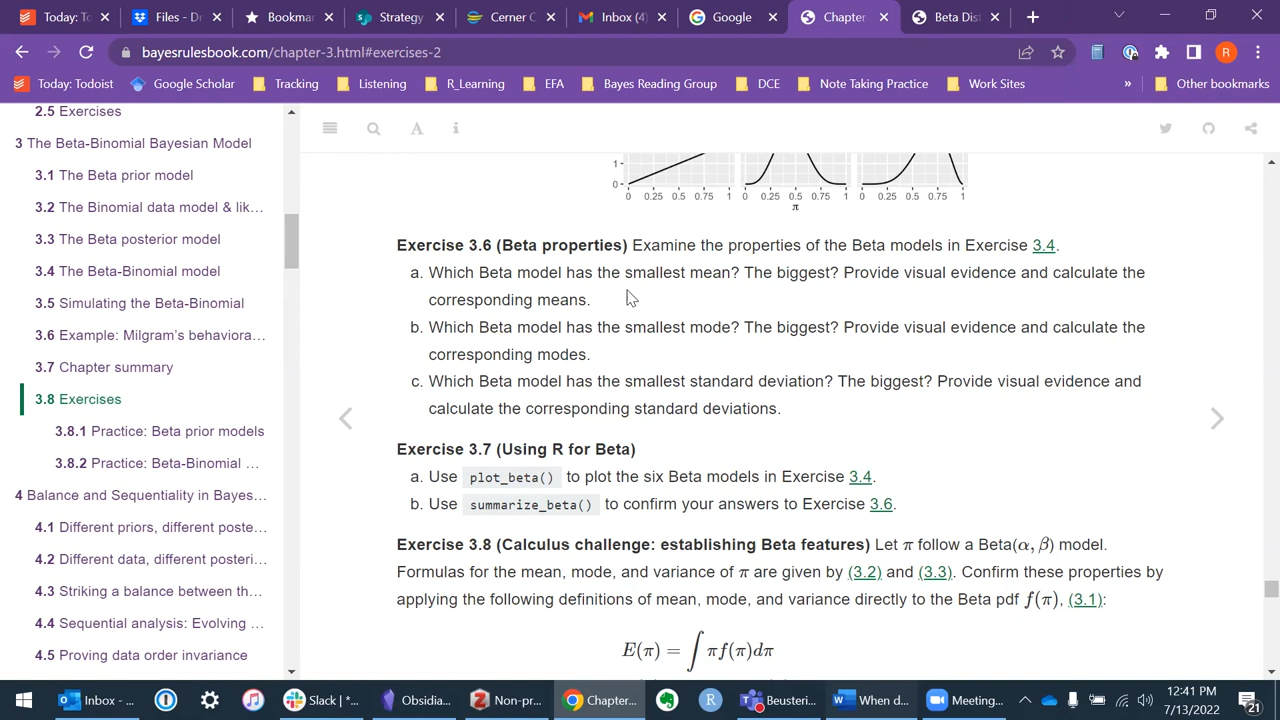 Today: To
Files - Dr
Bookmar
Strategy
Cerner C
Inbox (4)
Google
Chapter
Beta Dist
bayesrulesbook.com/chapter-3.html#exercises-2
R
Today: Todoist
Google Scholar
Tracking
Listening
R_Learning
EFA
Bayes Reading Group
DCE
Note Taking Practice
Work Sites
»
Other bookmarks
2.5 Exercises
3 The Beta-Binomial Bayesian Model
3.1 The Beta prior model
3.2 The Binomial data model & lik…
3.3 The Beta posterior model
3.4 The Beta-Binomial model
3.5 Simulating the Beta-Binomial
3.6 Example: Milgram's behaviora…
3.7 Chapter summary
3.8 Exercises
3.8.1 Practice: Beta prior models
3.8.2 Practice: Beta-Binomial …
4 Balance and Sequentiality in Bayes…
4.1 Different priors, different poste…
4.2 Different data, different posteri…
4.3 Striking a balance between th…
4.4 Sequential analysis: Evolving …
4.5 Proving data order invariance
1
0
0 0.25 0.5 0.75 1 0 0.25 0.5 0.75 1 0 0.25 0.5 0.75 1
π
Exercise 3.6 (Beta properties) Examine the properties of the Beta models in Exercise 3.4.
a. Which Beta model has the smallest mean? The biggest? Provide visual evidence and calculate the
corresponding means.
b. Which Beta model has the smallest mode? The biggest? Provide visual evidence and calculate the
corresponding modes.
c. Which Beta model has the smallest standard deviation? The biggest? Provide visual evidence and
calculate the corresponding standard deviations.
Exercise 3.7 (Using R for Beta)
a. Use plot_beta() to plot the six Beta models in Exercise 3.4.
b. Use summarize_beta() to confirm your answers to Exercise 3.6.
Exercise 3.8 (Calculus challenge: establishing Beta features) Let π follow a Beta(α, β) model.
Formulas for the mean, mode, and variance of π are given by (3.2) and (3.3). Confirm these properties by
applying the following definitions of mean, mode, and variance directly to the Beta pdf f(π), (3.1):
E(π) = ∫ πf(π)dπ
Inbox - ...
Slack | *...
Obsidia...
Non-pr...
Chapter...
R
Beusteri...
When d...
Meeting...
12:41 PM
7/13/2022
21